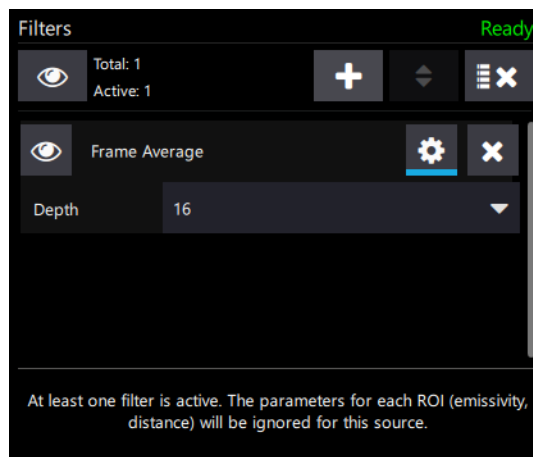 Filters Ready
Total: 1
Active: 1
Frame Average
Depth 16
At least one filter is active. The parameters for each ROI (emissivity,
distance) will be ignored for this source.